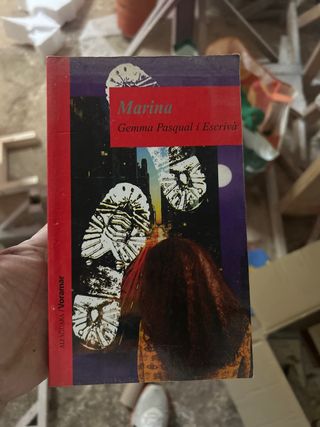 Marina
Gemma Pasqual i Escrivà
ALFAGUARA / Voramar